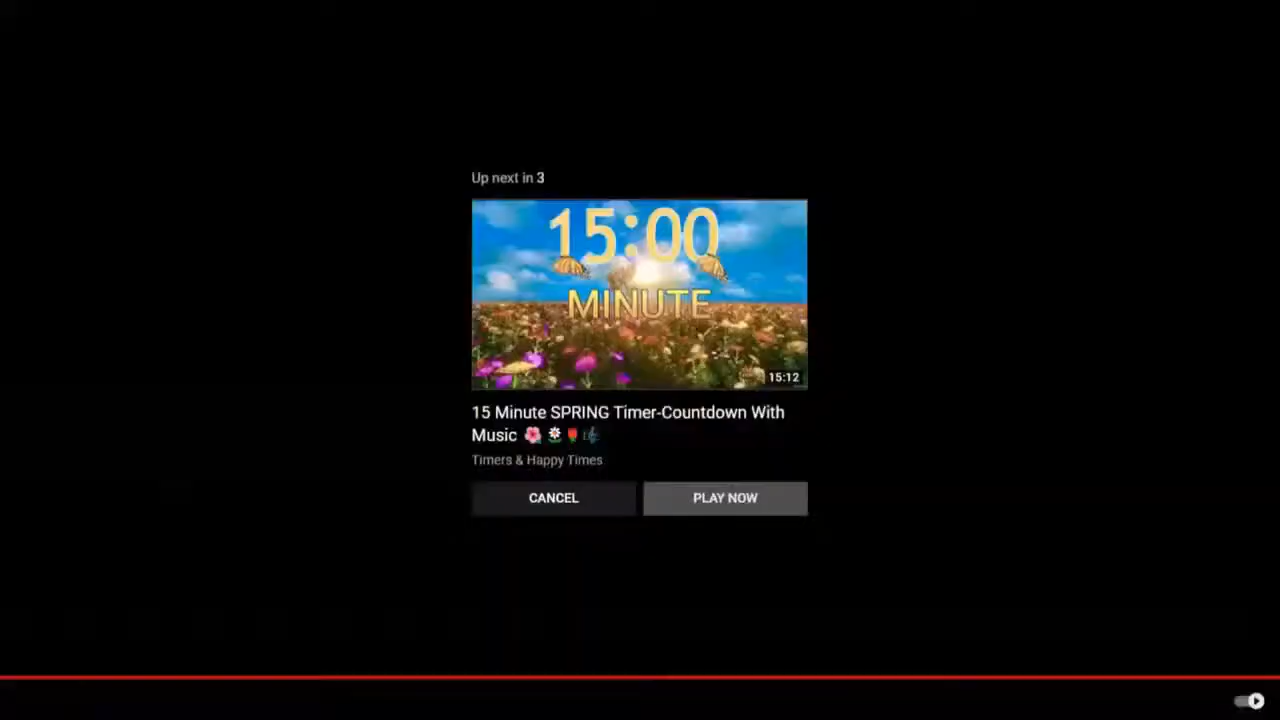 Up next in 3
15:00
MINUTE
15:12
15 Minute SPRING Timer-Countdown With
Music 🌺 🌼🌷🎼
Timers & Happy Times
CANCEL
PLAY NOW